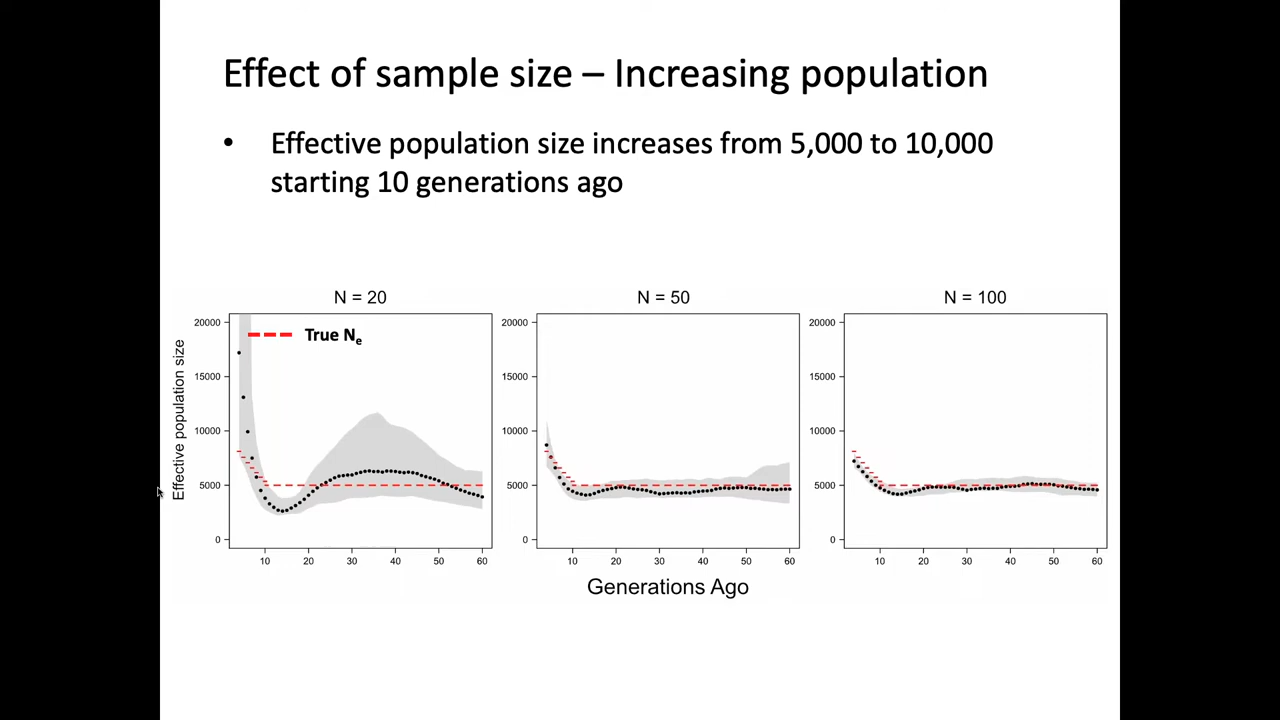 Effect of sample size – Increasing population
• Effective population size increases from 5,000 to 10,000
starting 10 generations ago
N = 20
N = 50
N = 100
True Ne
Effective population size
20000
15000
10000
5000
0
10 20 30 40 50 60
20000
15000
10000
5000
0
10 20 30 40 50 60
20000
15000
10000
5000
0
10 20 30 40 50 60
Generations Ago